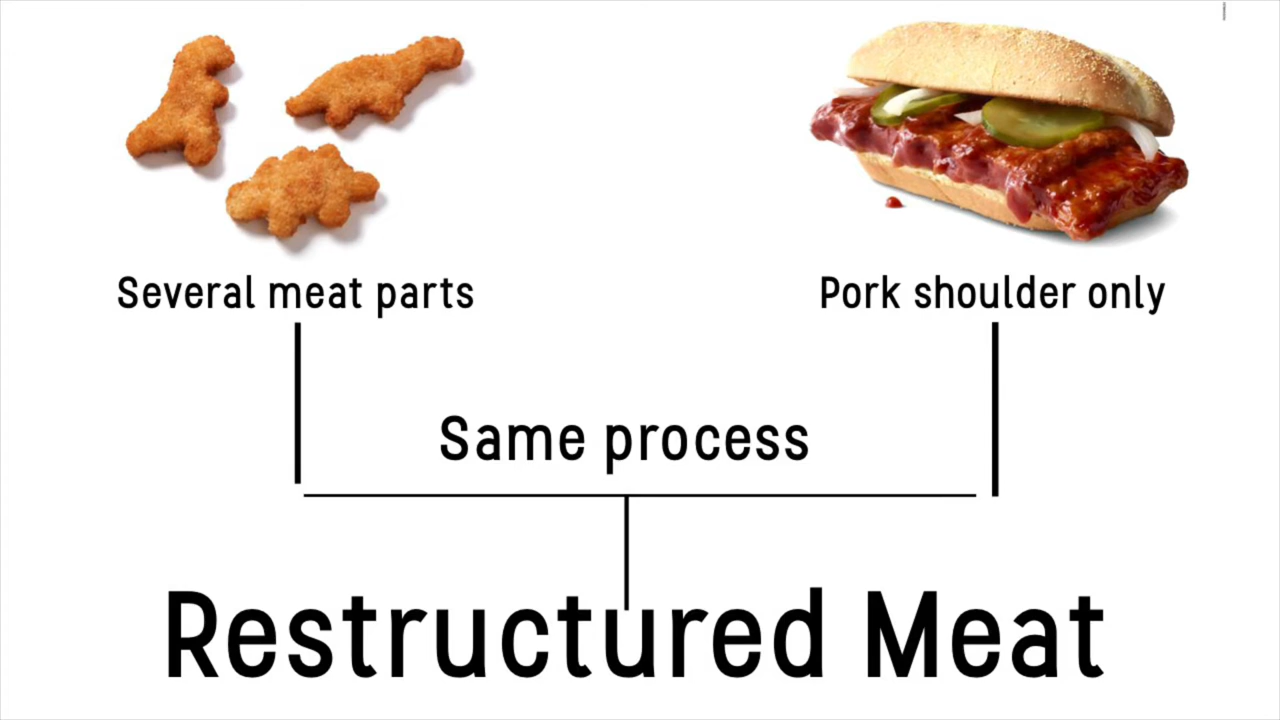 Several meat parts
Pork shoulder only
Same process
Restructured Meat